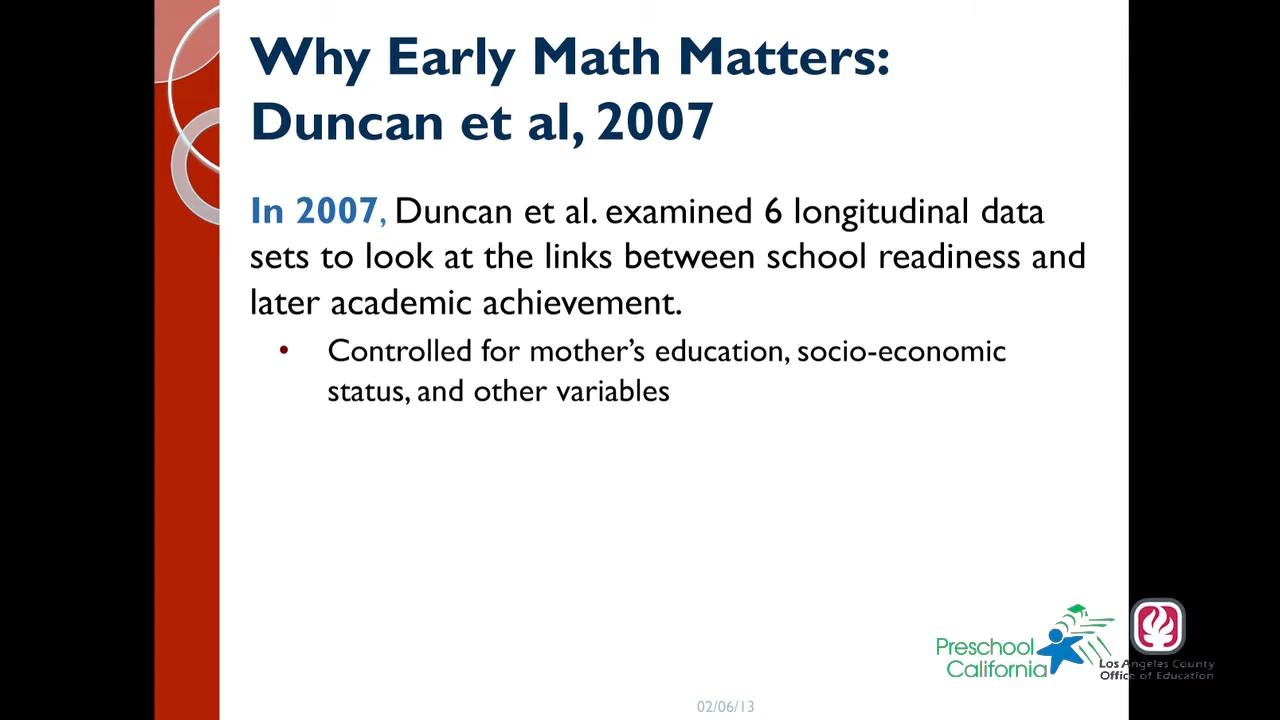 Why Early Math Matters:
Duncan et al, 2007
In 2007, Duncan et al. examined 6 longitudinal data
sets to look at the links between school readiness and
later academic achievement.
• Controlled for mother's education, socio-economic
status, and other variables
Preschool
California
Los Angeles County
Office of Education
02/06/13